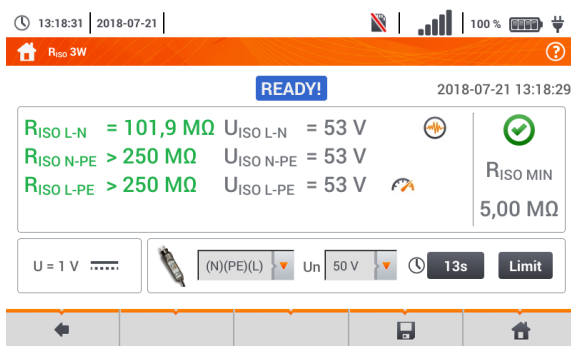 13:18:31 2018-07-21 100 %
RISO 3W ?
READY! 2018-07-21 13:18:29
RISO L-N = 101,9 MΩ UISO L-N = 53 V
RISO N-PE > 250 MΩ UISO N-PE = 53 V
RISO L-PE > 250 MΩ UISO L-PE = 53 V
RISO MIN
5,00 MΩ
U = 1 V (N)(PE)(L) Un 50 V 13s Limit